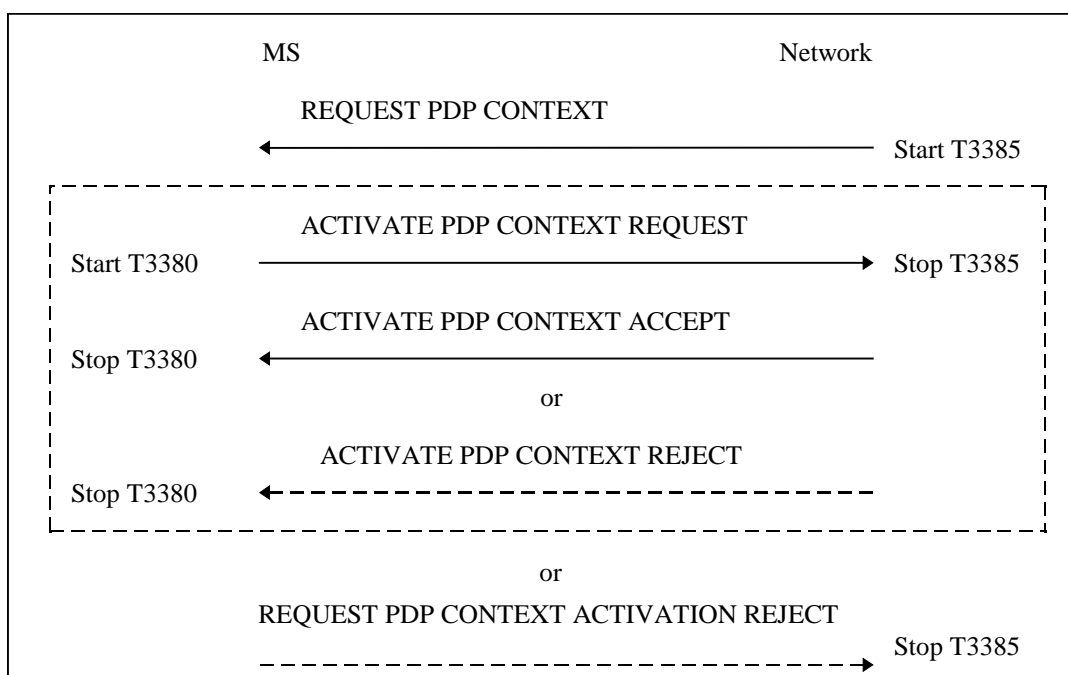 MS Network
REQUEST PDP CONTEXT
Start T3385
ACTIVATE PDP CONTEXT REQUEST
Start T3380 Stop T3385
ACTIVATE PDP CONTEXT ACCEPT
Stop T3380
or
ACTIVATE PDP CONTEXT REJECT
Stop T3380
or
REQUEST PDP CONTEXT ACTIVATION REJECT
Stop T3385